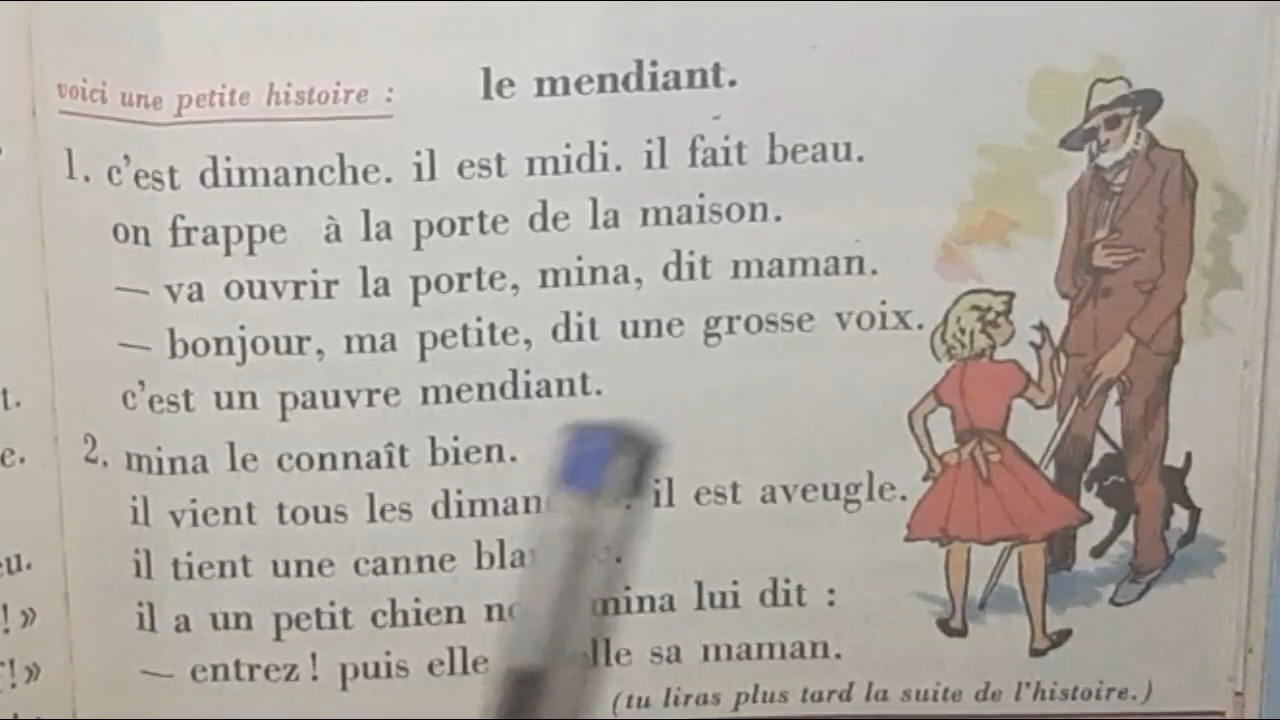 voici une petite histoire : le mendiant.
1. c'est dimanche. il est midi. il fait beau.
on frappe à la porte de la maison.
— va ouvrir la porte, mina, dit maman.
— bonjour, ma petite, dit une grosse voix.
c'est un pauvre mendiant.
t.
e.
2. mina le connaît bien.
il vient tous les il est aveugle.
il tient une canne
u.
il a un petit chien mina lui dit :
!»
— entrez ! puis elle sa maman.
!»
(tu liras plus tard la suite de l'histoire.)